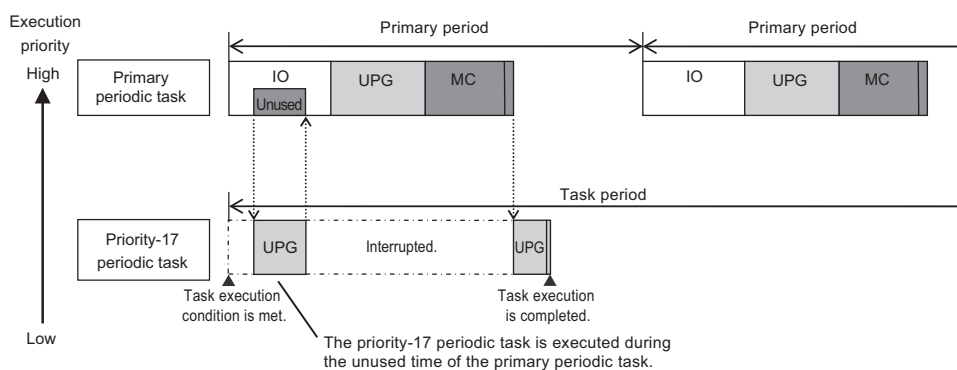 Execution
priority
High
Primary period
Primary period
Primary
periodic task
IO
UPG
MC
Unused
IO
UPG
MC
Task period
Priority-17
periodic task
UPG
Interrupted.
UPG
Task execution
condition is met.
Task execution
is completed.
Low
The priority-17 periodic task is executed during
the unused time of the primary periodic task.